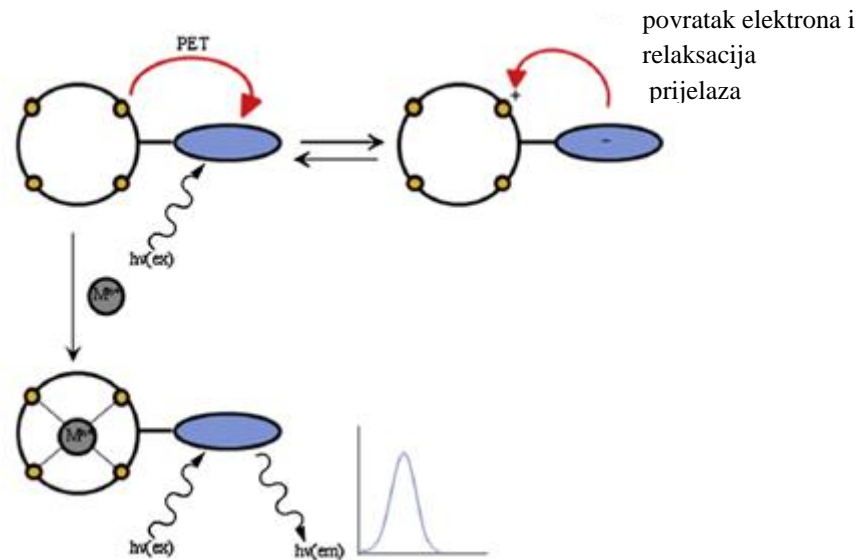 povratak elektrona i
relaksacija
prijelaza
PET
+
-
hν(ex)
hν(ex)
hν(em)